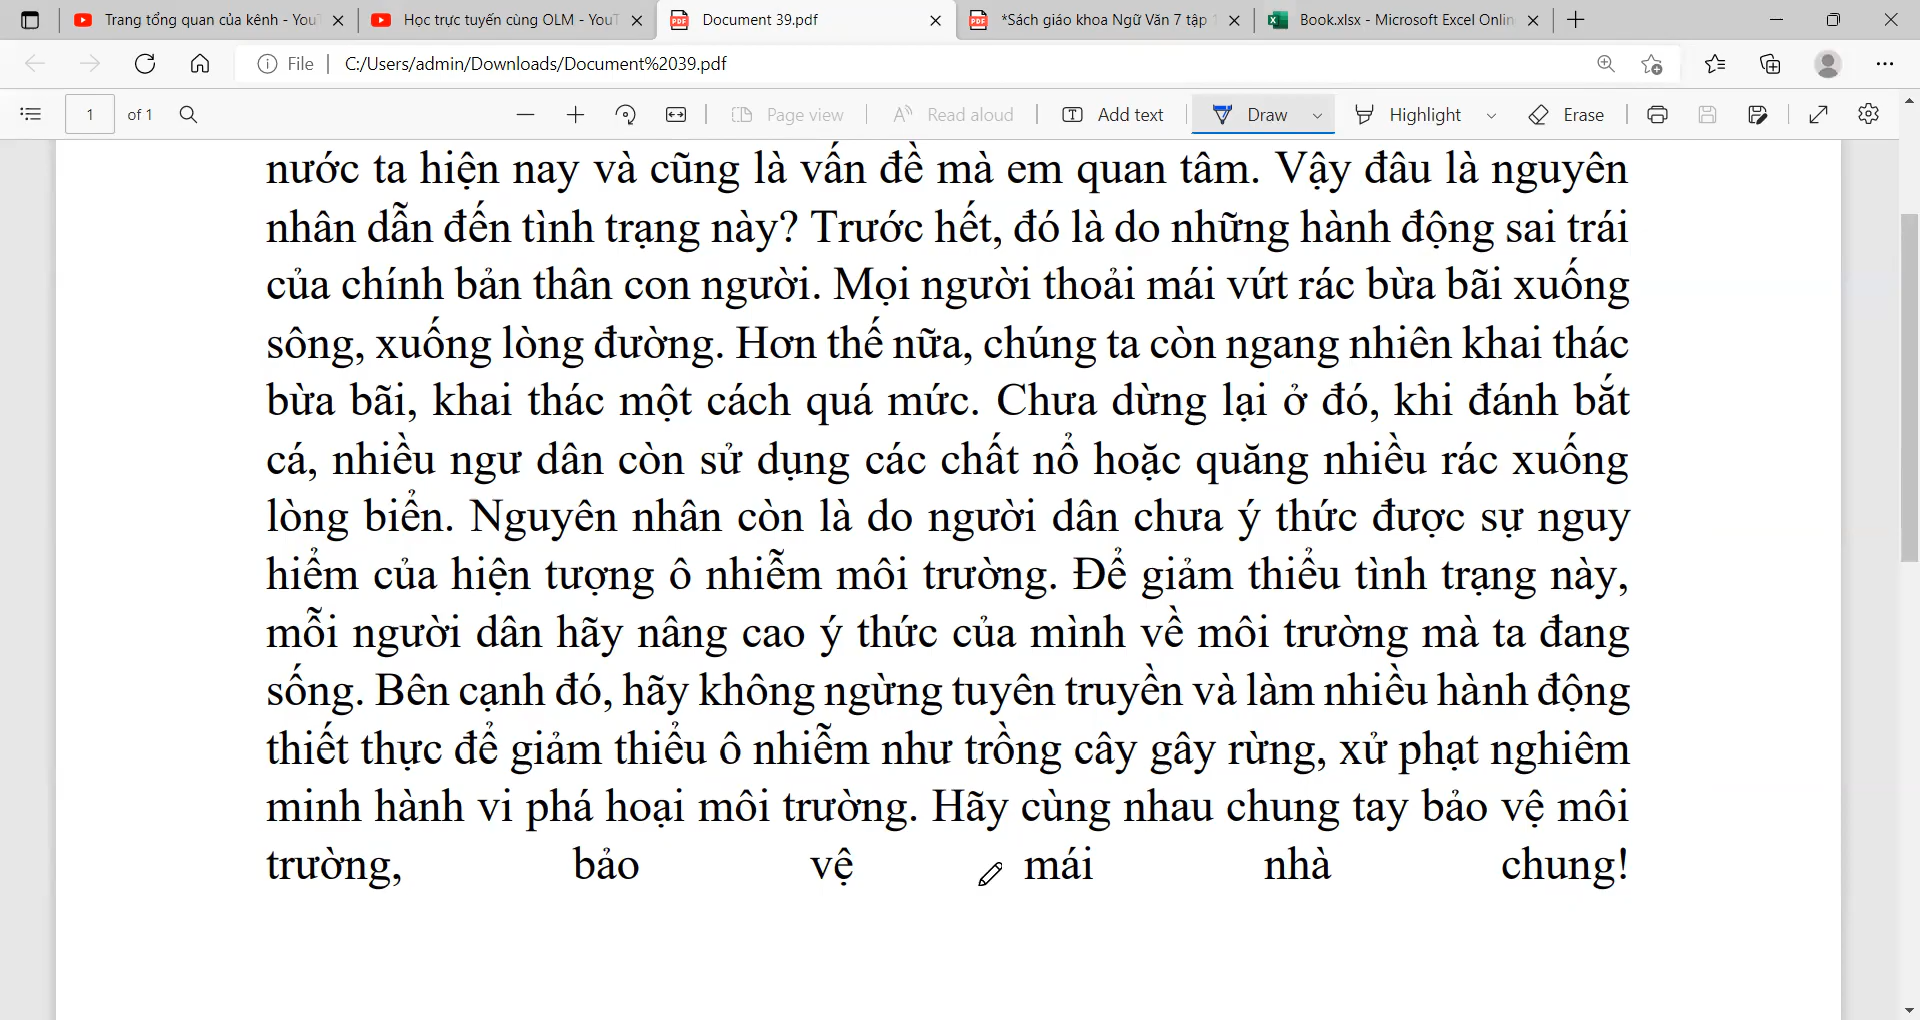 Trang tổng quan của kênh - You
Học trực tuyến cùng OLM - YouT
Document 39.pdf
*Sách giáo khoa Ngữ Văn 7 tập 1
Book.xlsx - Microsoft Excel Onlin
File
C:/Users/admin/Downloads/Document%2039.pdf
1 of 1
Page view
Read aloud
Add text
Draw
Highlight
Erase
nước ta hiện nay và cũng là vấn đề mà em quan tâm. Vậy đâu là nguyên
nhân dẫn đến tình trạng này? Trước hết, đó là do những hành động sai trái
của chính bản thân con người. Mọi người thoải mái vứt rác bừa bãi xuống
sông, xuống lòng đường. Hơn thế nữa, chúng ta còn ngang nhiên khai thác
bừa bãi, khai thác một cách quá mức. Chưa dừng lại ở đó, khi đánh bắt
cá, nhiều ngư dân còn sử dụng các chất nổ hoặc quăng nhiều rác xuống
lòng biển. Nguyên nhân còn là do người dân chưa ý thức được sự nguy
hiểm của hiện tượng ô nhiễm môi trường. Để giảm thiểu tình trạng này,
mỗi người dân hãy nâng cao ý thức của mình về môi trường mà ta đang
sống. Bên cạnh đó, hãy không ngừng tuyên truyền và làm nhiều hành động
thiết thực để giảm thiểu ô nhiễm như trồng cây gây rừng, xử phạt nghiêm
minh hành vi phá hoại môi trường. Hãy cùng nhau chung tay bảo vệ môi
trường, bảo vệ mái nhà chung!